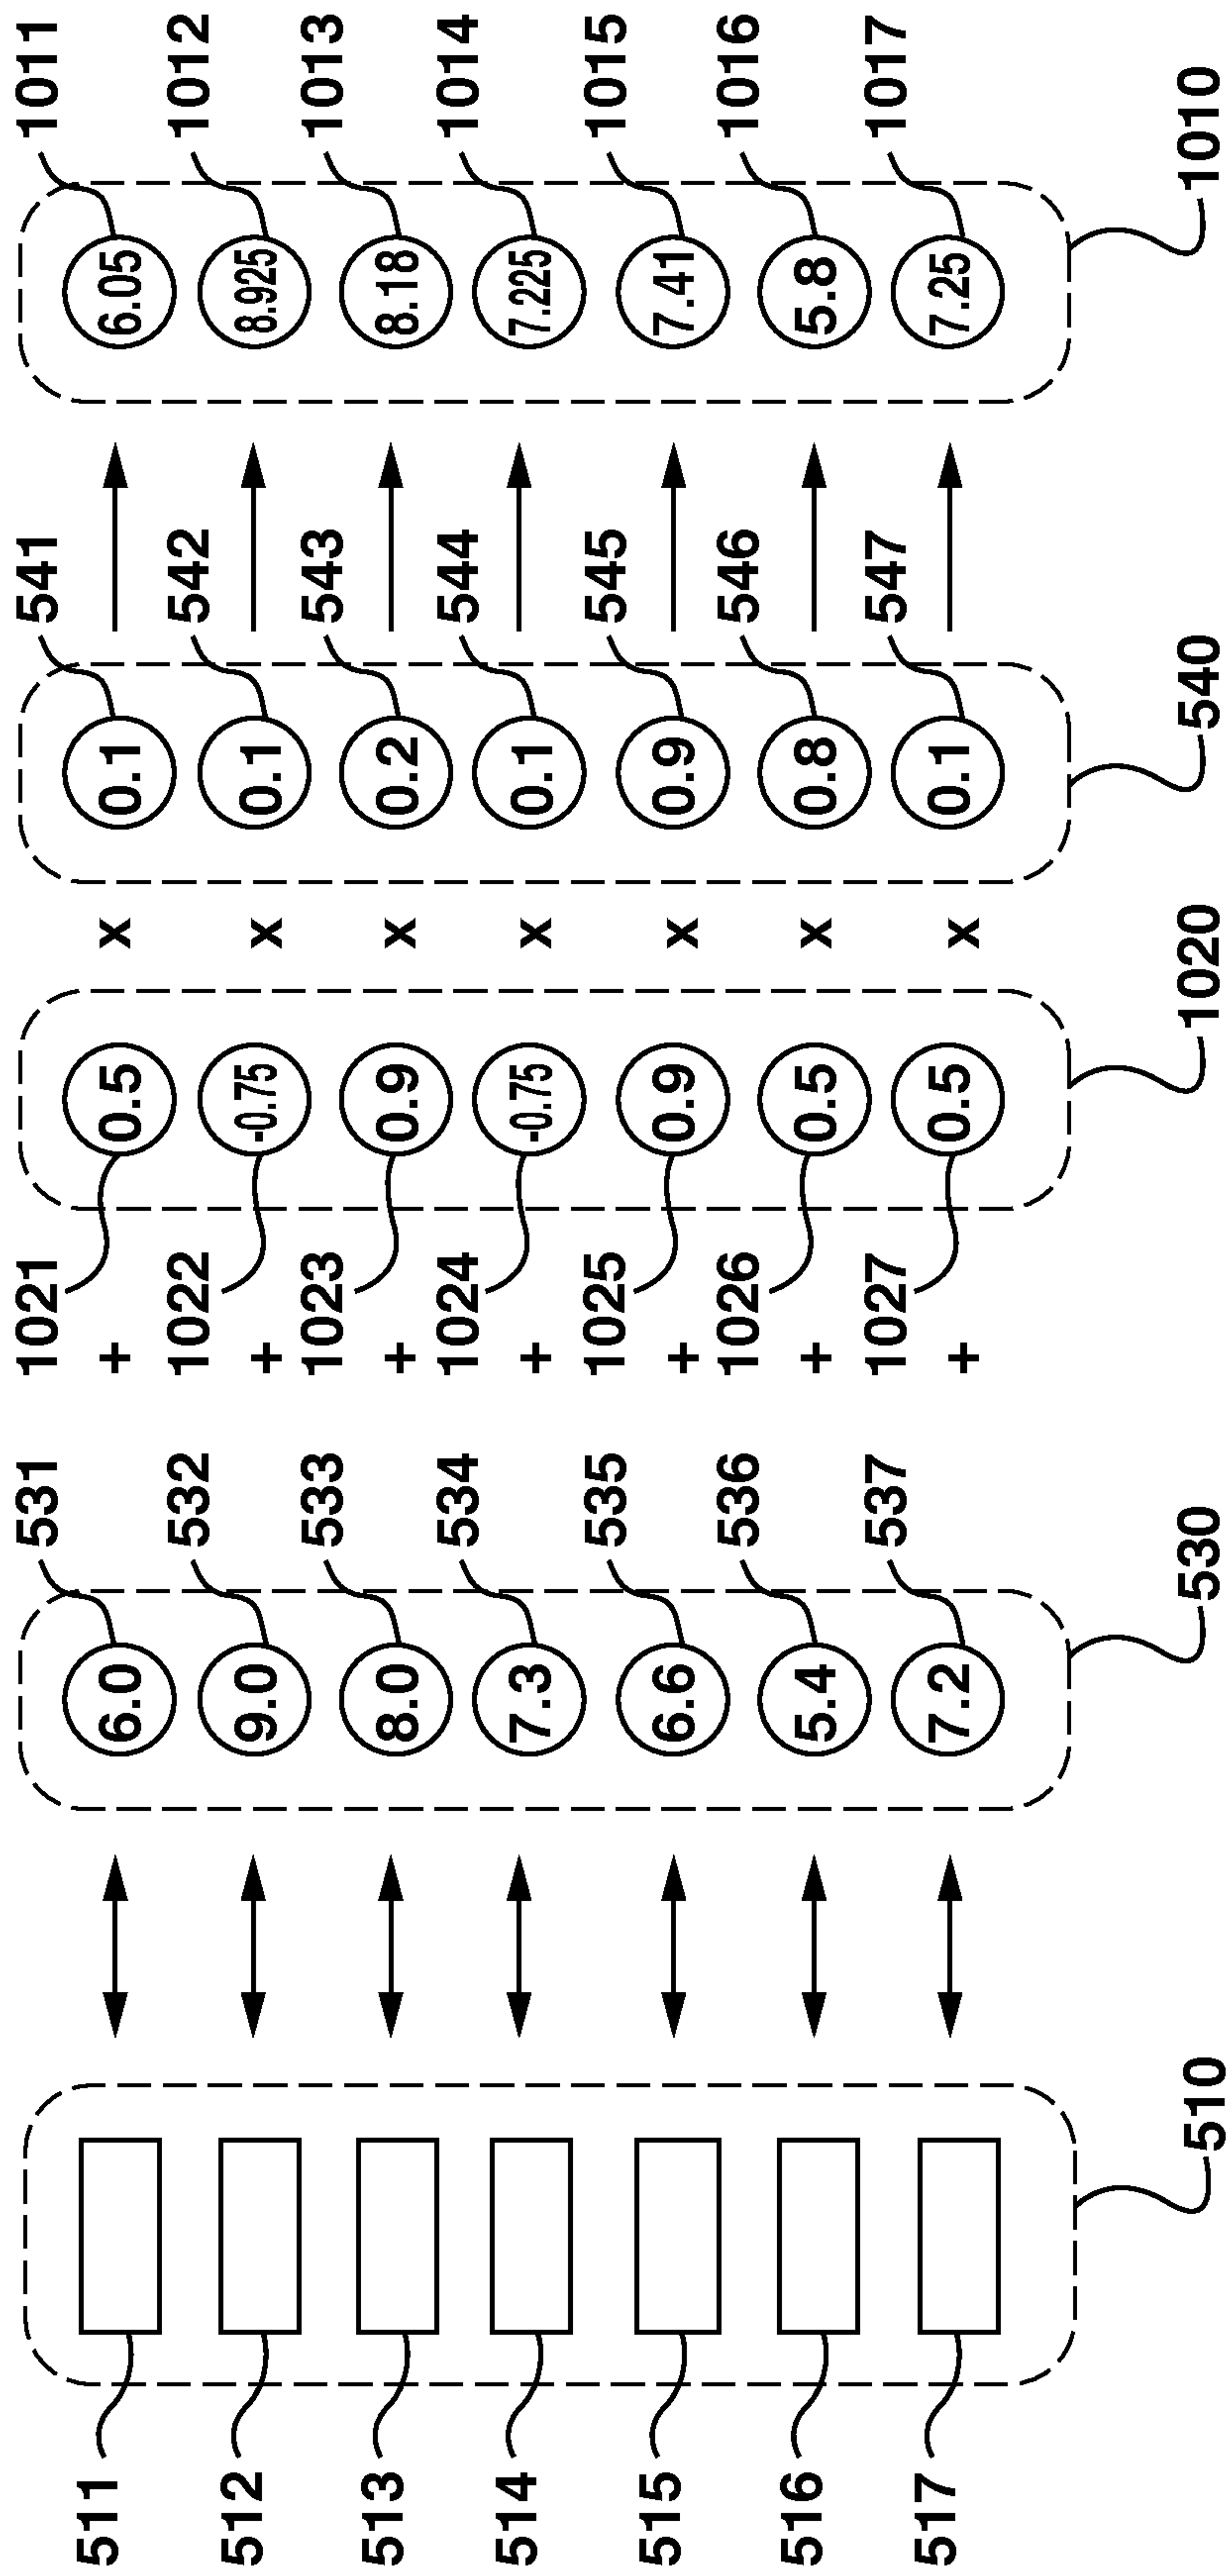 511 531 + 1021 x 541 1011
6.0 0.5 0.1 6.05
512 532 + 1022 x 542 1012
9.0 -0.75 0.1 8.925
513 533 + 1023 x 543 1013
8.0 0.9 0.2 8.18
514 534 + 1024 x 544 1014
7.3 -0.75 0.1 7.225
515 535 + 1025 x 545 1015
6.6 0.9 0.9 7.41
516 536 + 1026 x 546 1016
5.4 0.5 0.8 5.8
517 537 + 1027 x 547 1017
7.2 0.5 0.1 7.25
510 530 1020 540 1010